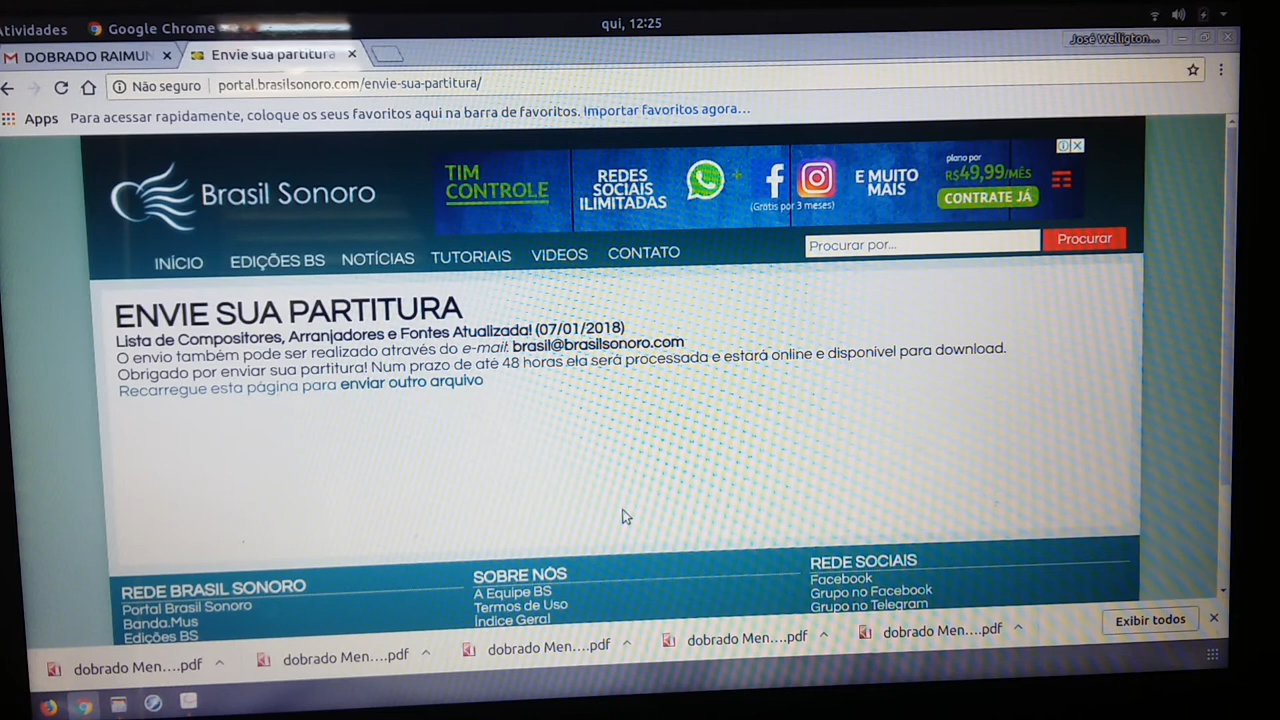 Atividades
Google Chrome
qui, 12:25
José Welligton...
DOBRADO RAIMUN
Envie sua partitura
Não seguro
portal.brasilsonoro.com/envie-sua-partitura/
Apps
Para acessar rapidamente, coloque os seus favoritos aqui na barra de favoritos. Importar favoritos agora...
Brasil Sonoro
TIM
CONTROLE
REDES
SOCIAIS
ILIMITADAS
(Grátis por 3 meses)
E MUITO
MAIS
plano por
R$49,99/MÊS
CONTRATE JÁ
INÍCIO
EDIÇÕES BS
NOTÍCIAS
TUTORIAIS
VIDEOS
CONTATO
Procurar por...
Procurar
ENVIE SUA PARTITURA
Lista de Compositores, Arranjadores e Fontes Atualizada! (07/01/2018)
O envio também pode ser realizado através do e-mail: brasil@brasilsonoro.com
Obrigado por enviar sua partitura! Num prazo de até 48 horas ela será processada e estará online e disponível para download.
Recarregue esta página para enviar outro arquivo
REDE BRASIL SONORO
Portal Brasil Sonoro
Banda.Mus
Edições BS
SOBRE NÓS
A Equipe BS
Termos de Uso
Índice Geral
REDE SOCIAIS
Facebook
Grupo no Facebook
Grupo no Telegram
dobrado Men....pdf
dobrado Men....pdf
dobrado Men....pdf
dobrado Men....pdf
dobrado Men....pdf
Exibir todos